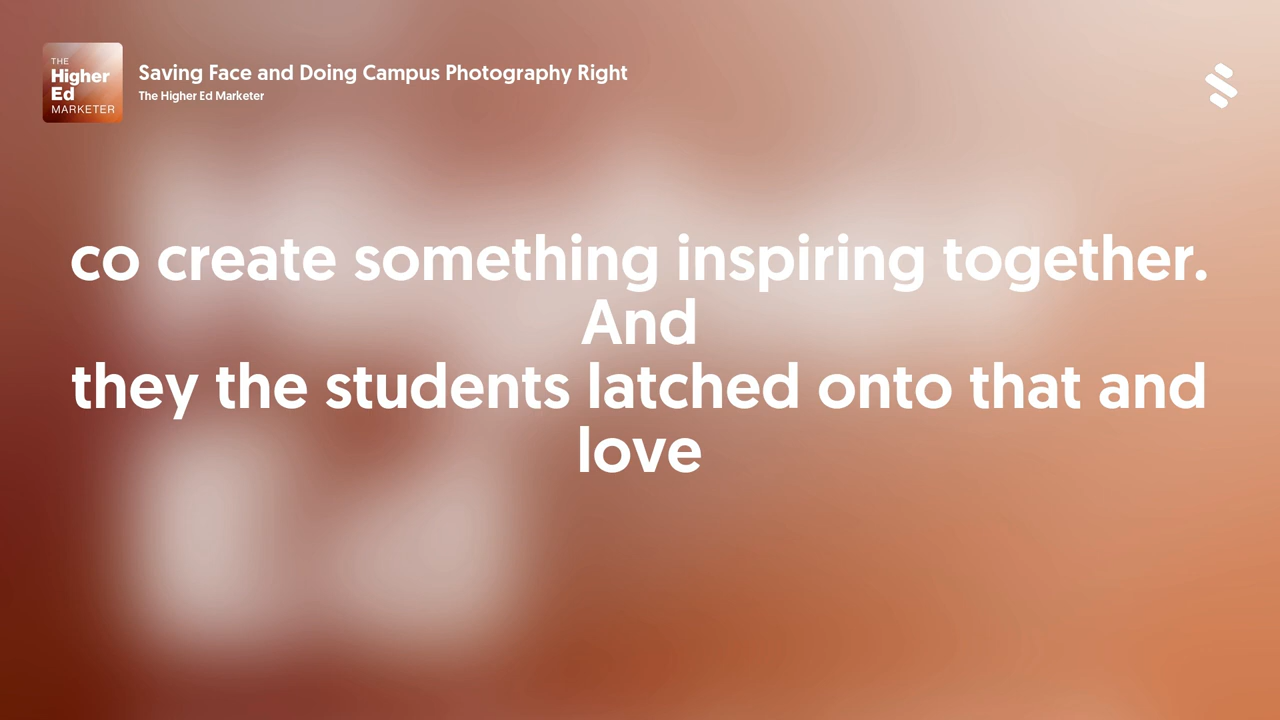 THE
Higher
Ed
MARKETER
Saving Face and Doing Campus Photography Right
The Higher Ed Marketer
co create something inspiring together.
And
they the students latched onto that and
love